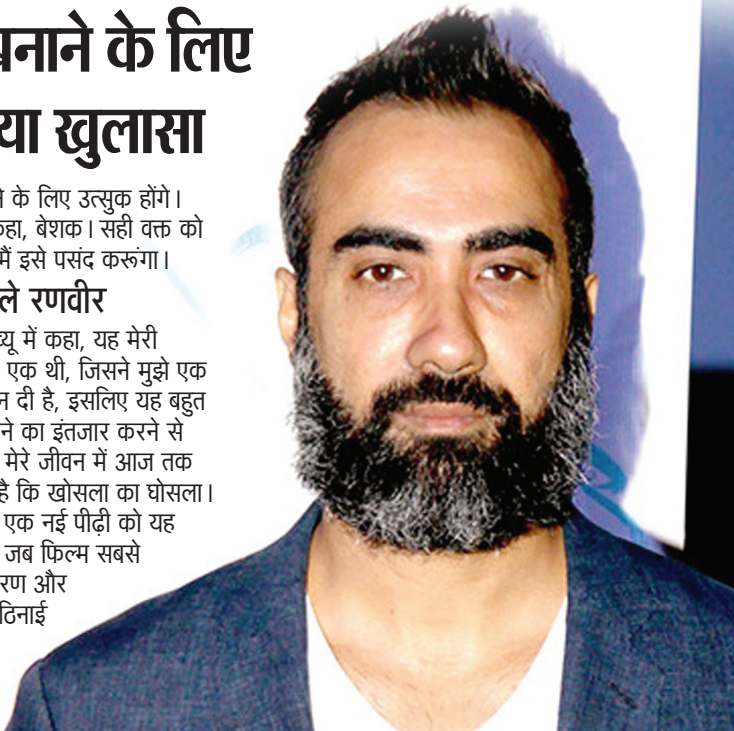 बनाने के लिए
या खुलासा
ने के लिए उत्सुक होंगे।
कहा, बेशक। सही वक्त को
मैं इसे पसंद करूंगा।
ले रणवीर
व्यू में कहा, यह मेरी
एक थी, जिसने मुझे एक
न दी है, इसलिए यह बहुत
ने का इंतजार करने से
मेरे जीवन में आज तक
है कि खोसला का घोसला।
एक नई पीढ़ी को यह
जब फिल्म सबसे
रण और
ठिनाई